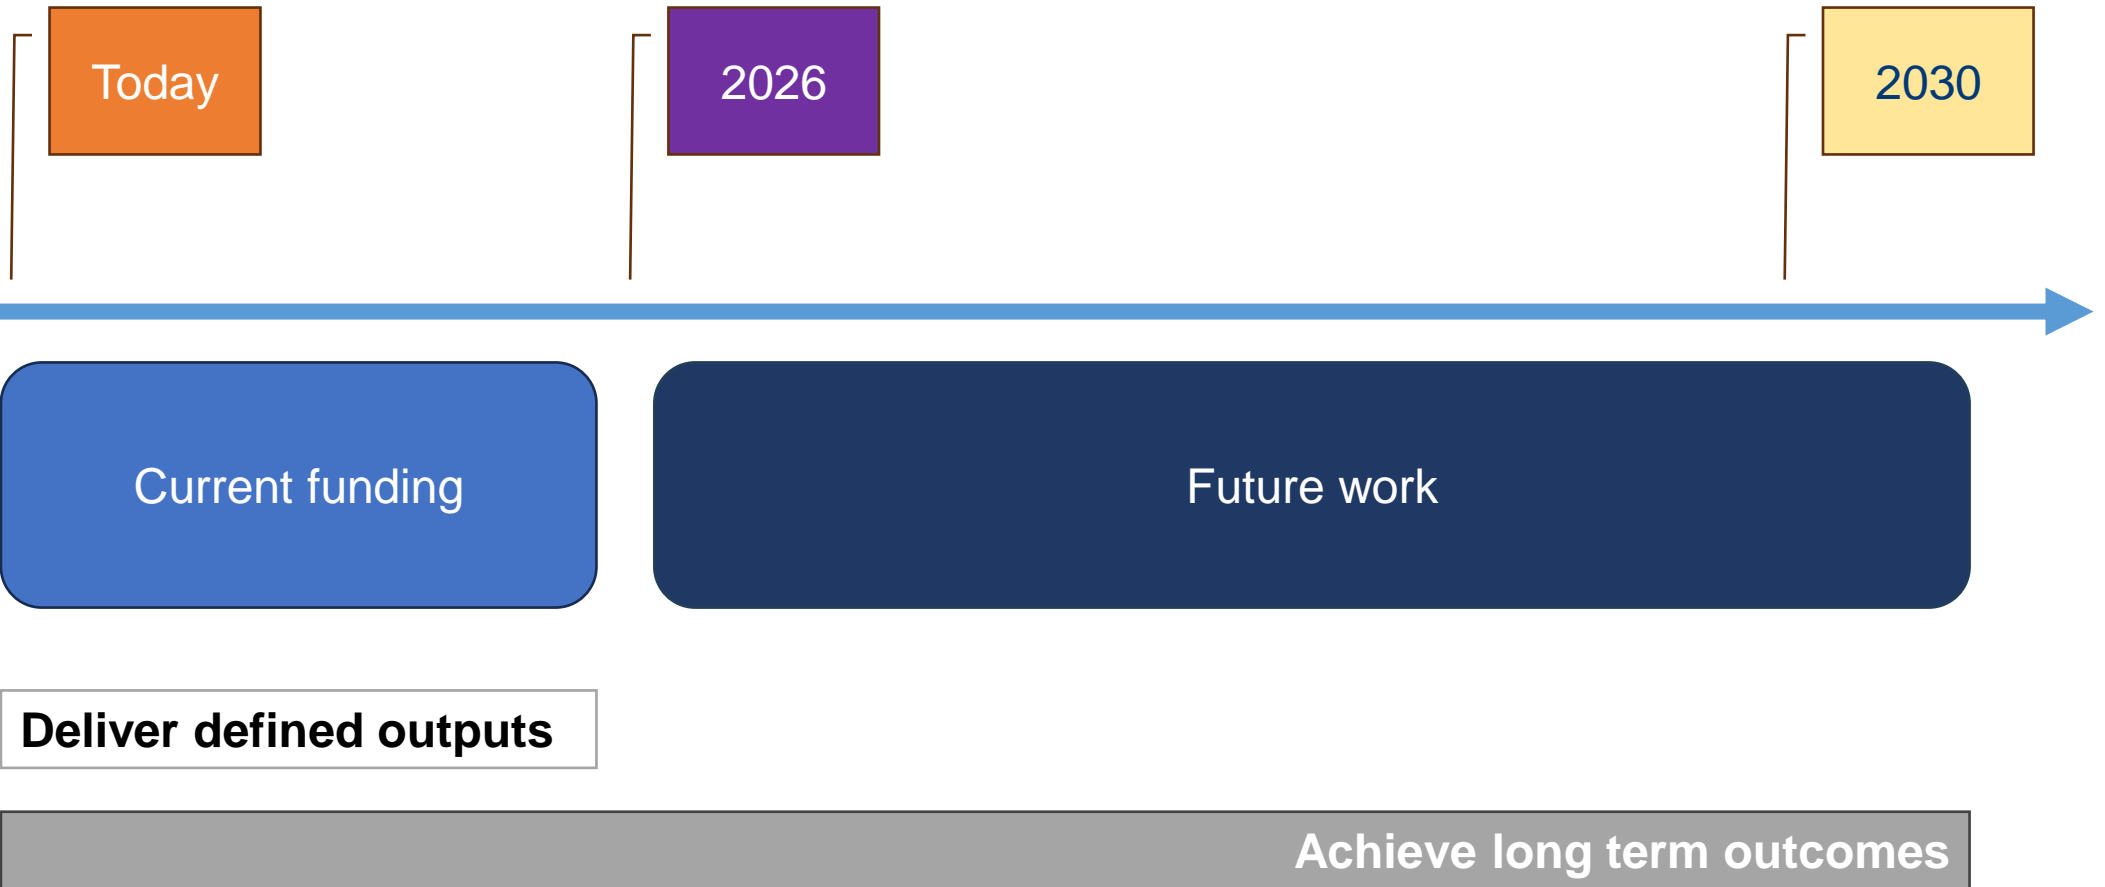 Today
2026
2030
Current funding
Future work
Deliver defined outputs
Achieve long term outcomes